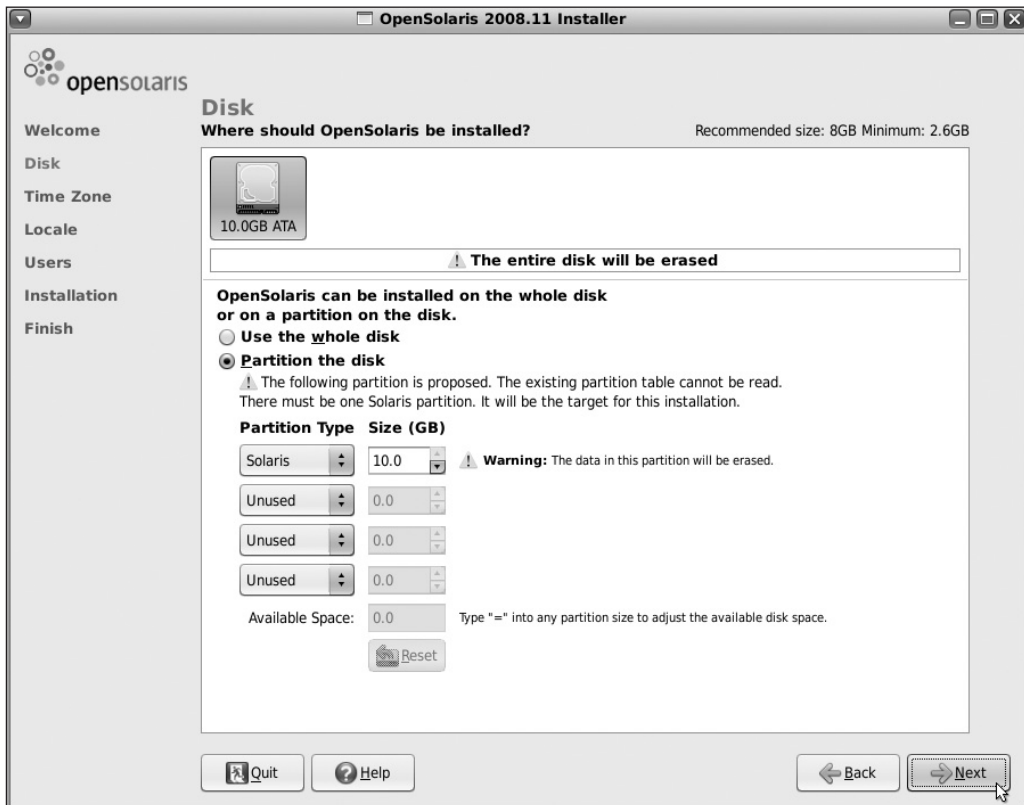 OpenSolaris 2008.11 Installer
opensolaris
Welcome
Disk
Time Zone
Locale
Users
Installation
Finish
Disk
Where should OpenSolaris be installed? Recommended size: 8GB Minimum: 2.6GB
10.0GB ATA
The entire disk will be erased
OpenSolaris can be installed on the whole disk
or on a partition on the disk.
Use the whole disk
Partition the disk
The following partition is proposed. The existing partition table cannot be read.
There must be one Solaris partition. It will be the target for this installation.
Partition Type Size (GB)
Solaris 10.0 Warning: The data in this partition will be erased.
Unused 0.0
Unused 0.0
Unused 0.0
Available Space: 0.0 Type "=" into any partition size to adjust the available disk space.
Reset
Quit Help Back Next